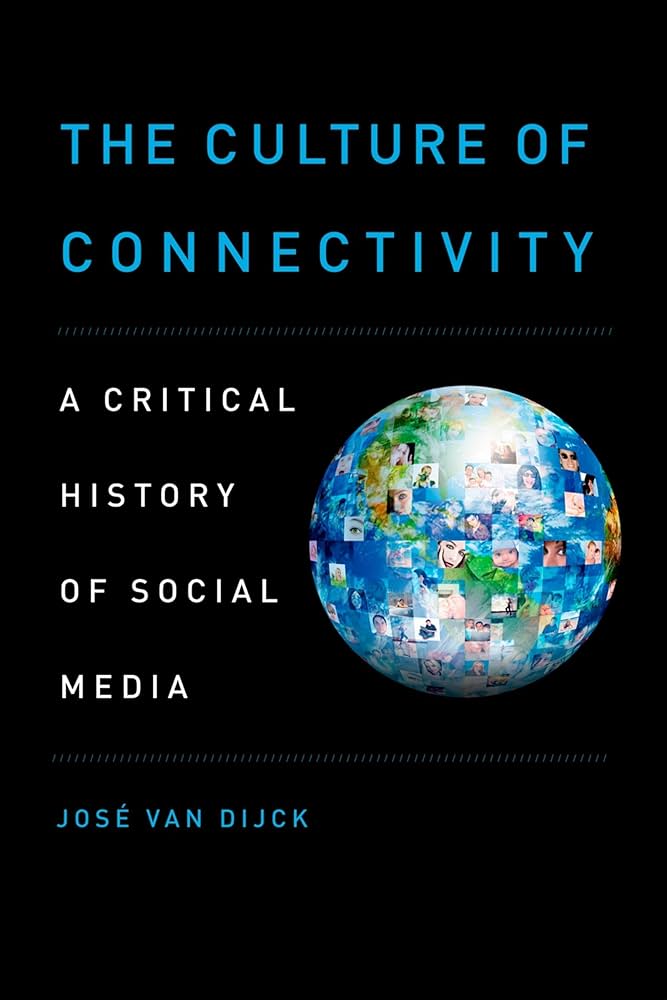 THE CULTURE OF
CONNECTIVITY
A CRITICAL
HISTORY
OF SOCIAL
MEDIA
JOSÉ VAN DIJCK